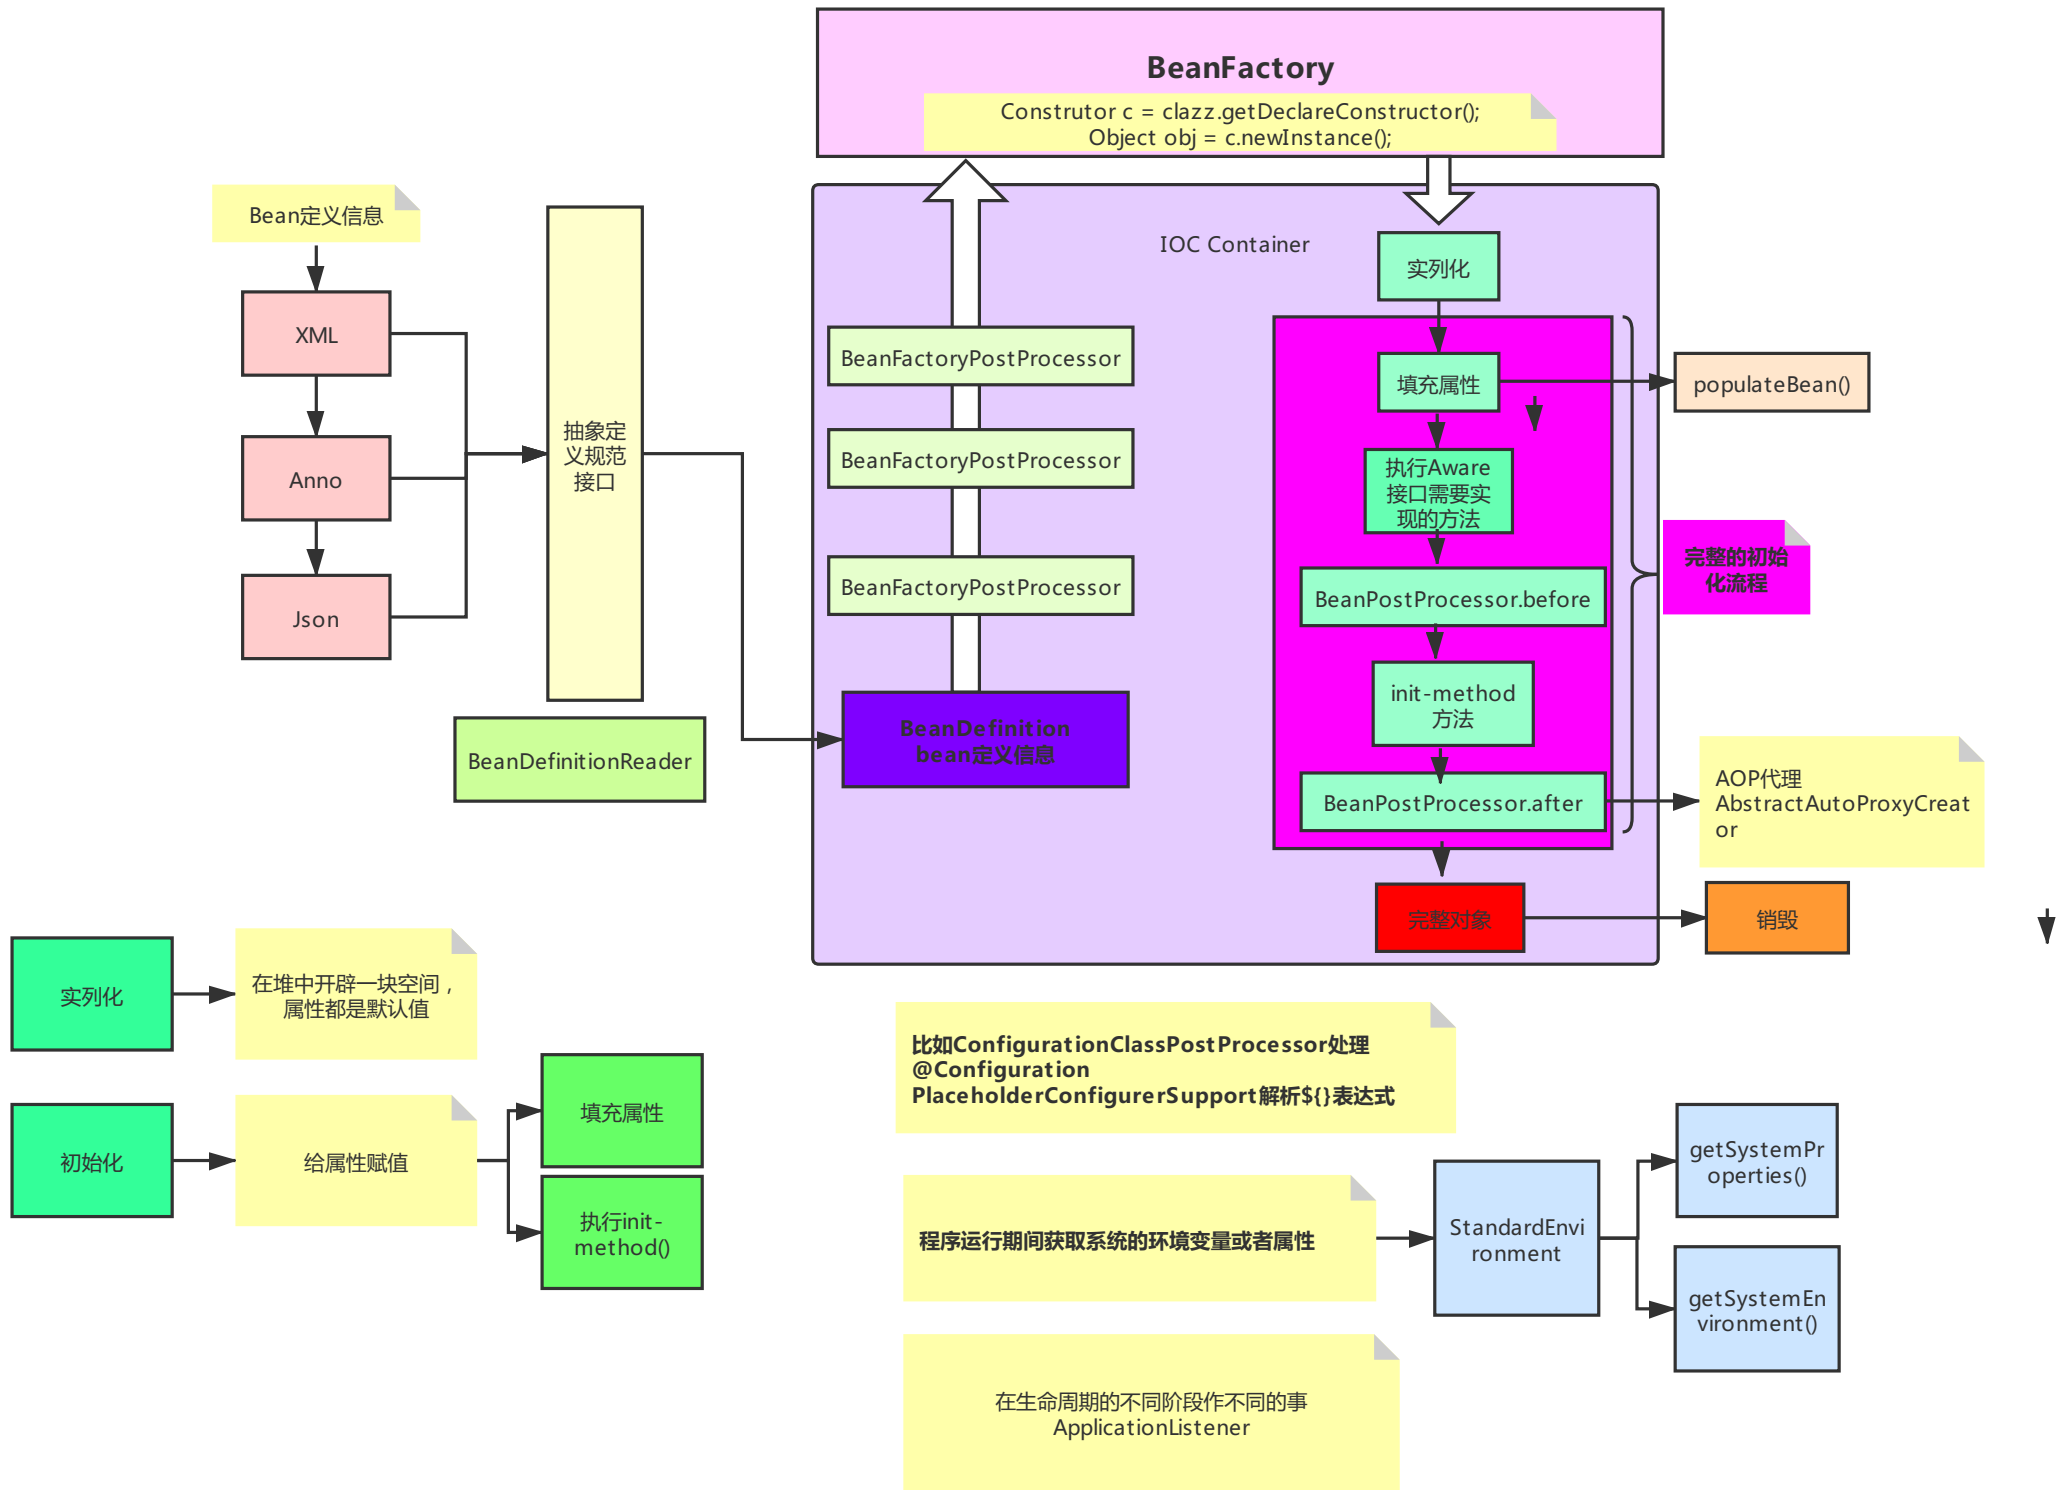 BeanFactory
Construtor c = clazz.getDeclareConstructor();
Object obj = c.newInstance();
Bean定义信息
XML
Anno
Json
抽象定
义规范
接口
BeanDefinitionReader
IOC Container
BeanFactoryPostProcessor
BeanFactoryPostProcessor
BeanFactoryPostProcessor
BeanDefinition
bean定义信息
实列化
填充属性
populateBean()
执行Aware
接口需要实
现的方法
BeanPostProcessor.before
init-method
方法
BeanPostProcessor.after
完整的初始
化流程
AOP代理
AbstractAutoProxyCreat
or
完整对象
销毁
实列化
在堆中开辟一块空间，
属性都是默认值
初始化
给属性赋值
填充属性
执行init-
method()
比如ConfigurationClassPostProcessor处理
@Configuration
PlaceholderConfigurerSupport解析${}表达式
程序运行期间获取系统的环境变量或者属性
StandardEnvi
ronment
getSystemPr
operties()
getSystemEn
vironment()
在生命周期的不同阶段作不同的事
ApplicationListener